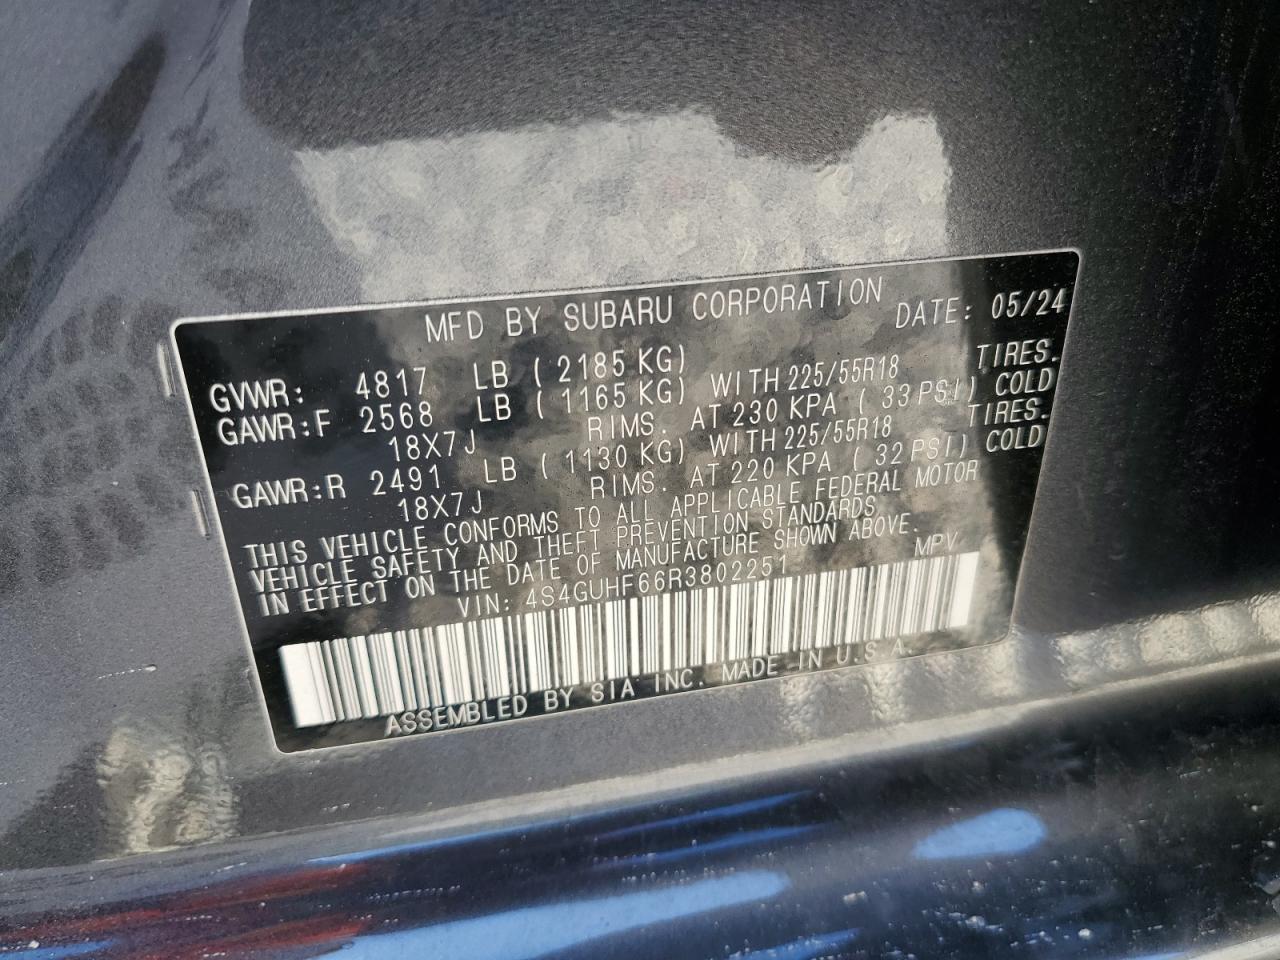 MFD BY SUBARU CORPORATION DATE: 05/24
GVWR: 4817 LB ( 2185 KG)
GAWR:F 2568 LB ( 1165 KG) WITH 225/55R18 TIRES.
18X7J RIMS. AT 230 KPA ( 33 PSI) COLD
GAWR:R 2491 LB ( 1130 KG) WITH 225/55R18 TIRES.
18X7J RIMS. AT 220 KPA ( 32 PSI) COLD
THIS VEHICLE CONFORMS TO ALL APPLICABLE FEDERAL MOTOR
VEHICLE SAFETY AND THEFT PREVENTION STANDARDS
IN EFFECT ON THE DATE OF MANUFACTURE SHOWN ABOVE.
VIN: 4S4GUHF66R3802251 MPV
ASSEMBLED BY SIA INC. MADE IN U.S.A.